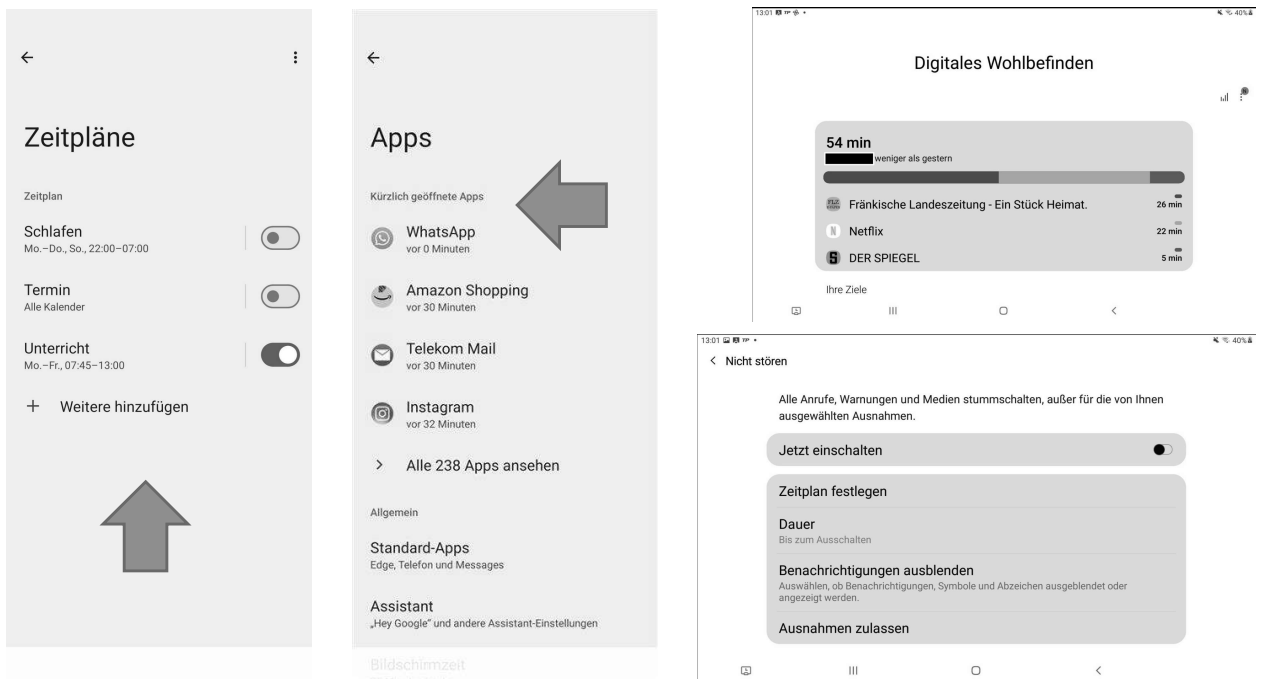 Zeitpläne
Zeitplan
Schlafen
Mo.–Do., So., 22:00–07:00
Termin
Alle Kalender
Unterricht
Mo.–Fr., 07:45–13:00
+ Weitere hinzufügen
Apps
Kürzlich geöffnete Apps
WhatsApp
vor 0 Minuten
Amazon Shopping
vor 30 Minuten
Telekom Mail
vor 30 Minuten
Instagram
vor 32 Minuten
Alle 238 Apps ansehen
Allgemein
Standard-Apps
Edge, Telefon und Messages
Assistant
„Hey Google“ und andere Assistant-Einstellungen
Bildschirmzeit
13:01 40%
Digitales Wohlbefinden
54 min
weniger als gestern
Fränkische Landeszeitung - Ein Stück Heimat. 26 min
Netflix 22 min
DER SPIEGEL 5 min
Ihre Ziele
13:01 40%
Nicht stören
Alle Anrufe, Warnungen und Medien stummschalten, außer für die von Ihnen
ausgewählten Ausnahmen.
Jetzt einschalten
Zeitplan festlegen
Dauer
Bis zum Ausschalten
Benachrichtigungen ausblenden
Auswählen, ob Benachrichtigungen, Symbole und Abzeichen ausgeblendet oder
angezeigt werden.
Ausnahmen zulassen